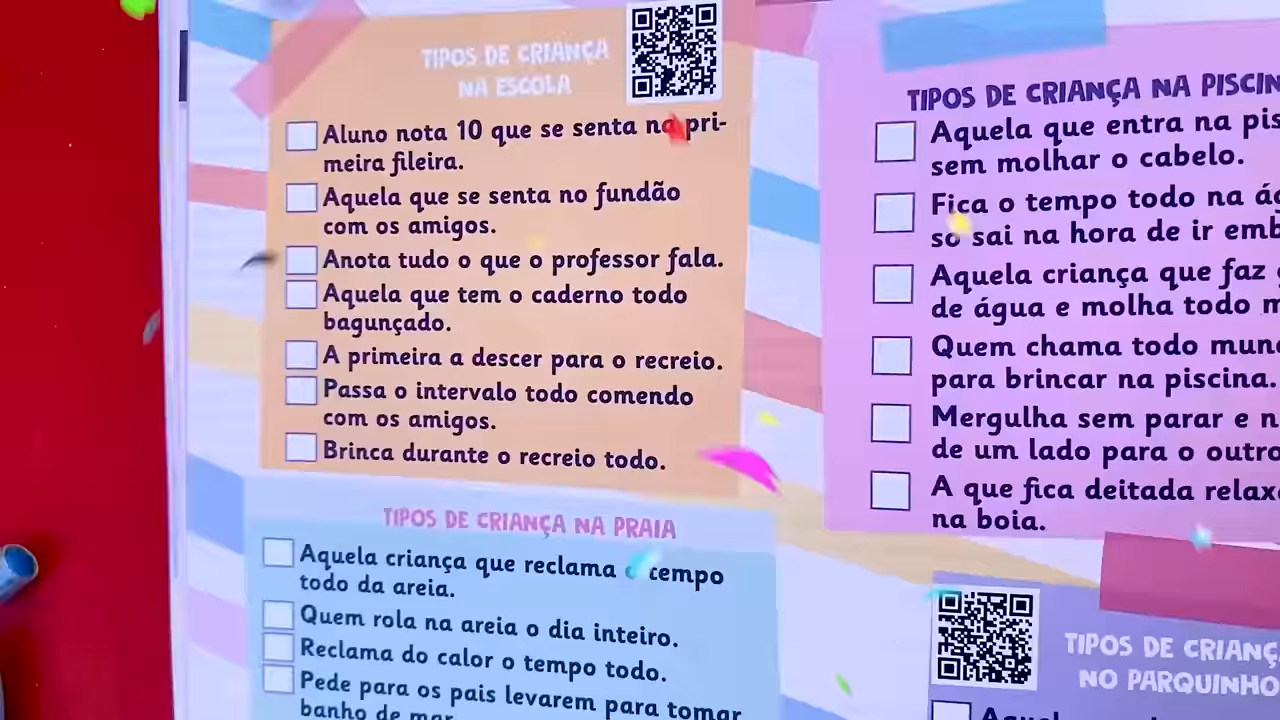 TIPOS DE CRIANÇA
NA ESCOLA
Aluno nota 10 que se senta na pri-
meira fileira.
Aquela que se senta no fundão
com os amigos.
Anota tudo o que o professor fala.
Aquela que tem o caderno todo
bagunçado.
A primeira a descer para o recreio.
Passa o intervalo todo comendo
com os amigos.
Brinca durante o recreio todo.
TIPOS DE CRIANÇA NA PRAIA
Aquela criança que reclama o tempo
todo da areia.
Quem rola na areia o dia inteiro.
Reclama do calor o tempo todo.
Pede para os pais levarem para tomar
banho de mar
TIPOS DE CRIANÇA NA
Aquela que entra na
sem molhar o cabelo.
Fica o tempo todo na
só sai na hora de ir
Aquela criança que faz
de água e molha todo
Quem chama todo
para brincar na piscina.
Mergulha sem parar e
de um lado para o outro
A que fica deitada
na boia.
TIPOS DE
NO PARQUINHO